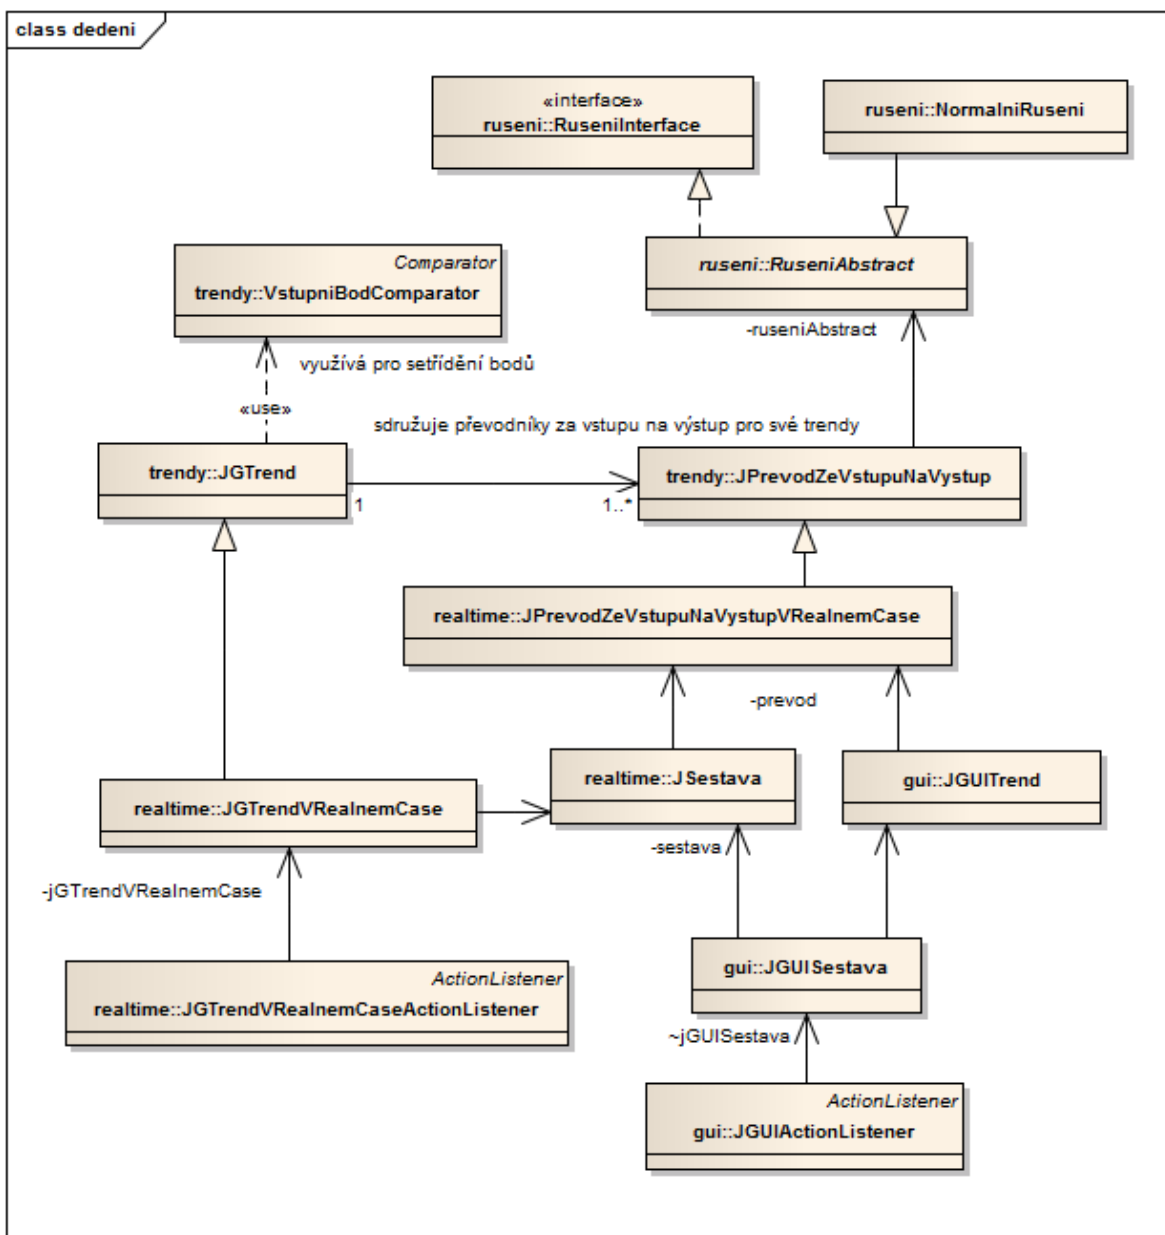 class dedeni
«interface»
ruseni::RuseniInterface
ruseni::NormalniRuseni
Comparator
trendy::VstupniBodComparator
ruseni::RuseniAbstract
-ruseniAbstract
využívá pro setřídění bodů
«use»
sdružuje převodníky za vstupu na výstup pro své trendy
trendy::JGTrend
trendy::JPrevodZeVstupuNaVystup
1
1..*
realtime::JPrevodZeVstupuNaVystupVRealnemCase
-prevod
realtime::JSestava
gui::JGUITrend
realtime::JGTrendVRealnemCase
-sestava
-jGTrendVRealnemCase
ActionListener
realtime::JGTrendVRealnemCaseActionListener
gui::JGUISestava
~jGUISestava
ActionListener
gui::JGUIActionListener